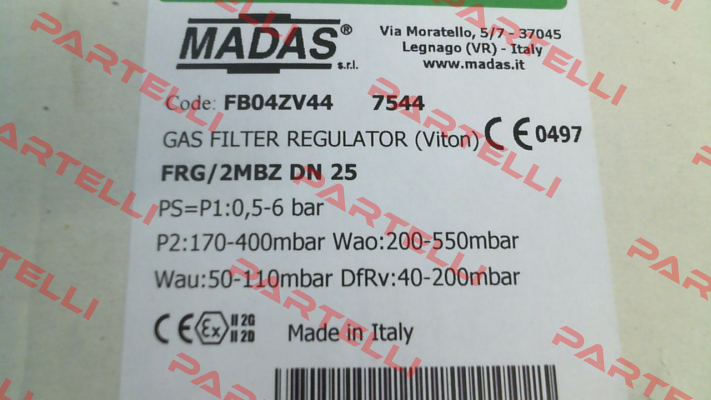 MADAS®
s.r.l.
Via Moratello, 5/7 - 37045
Legnago (VR) - Italy
www.madas.it
Code: FB04ZV44 7544
GAS FILTER REGULATOR (Viton) CE 0497
FRG/2MBZ DN 25
PS=P1:0,5-6 bar
P2:170-400mbar Wao:200-550mbar
Wau:50-110mbar DfRv:40-200mbar
CE Ex II 2G
II 2D
Made in Italy
PARTELLI
PARTELLI
PARTELLI
PARTELLI
PARTELLI
PARTELLI